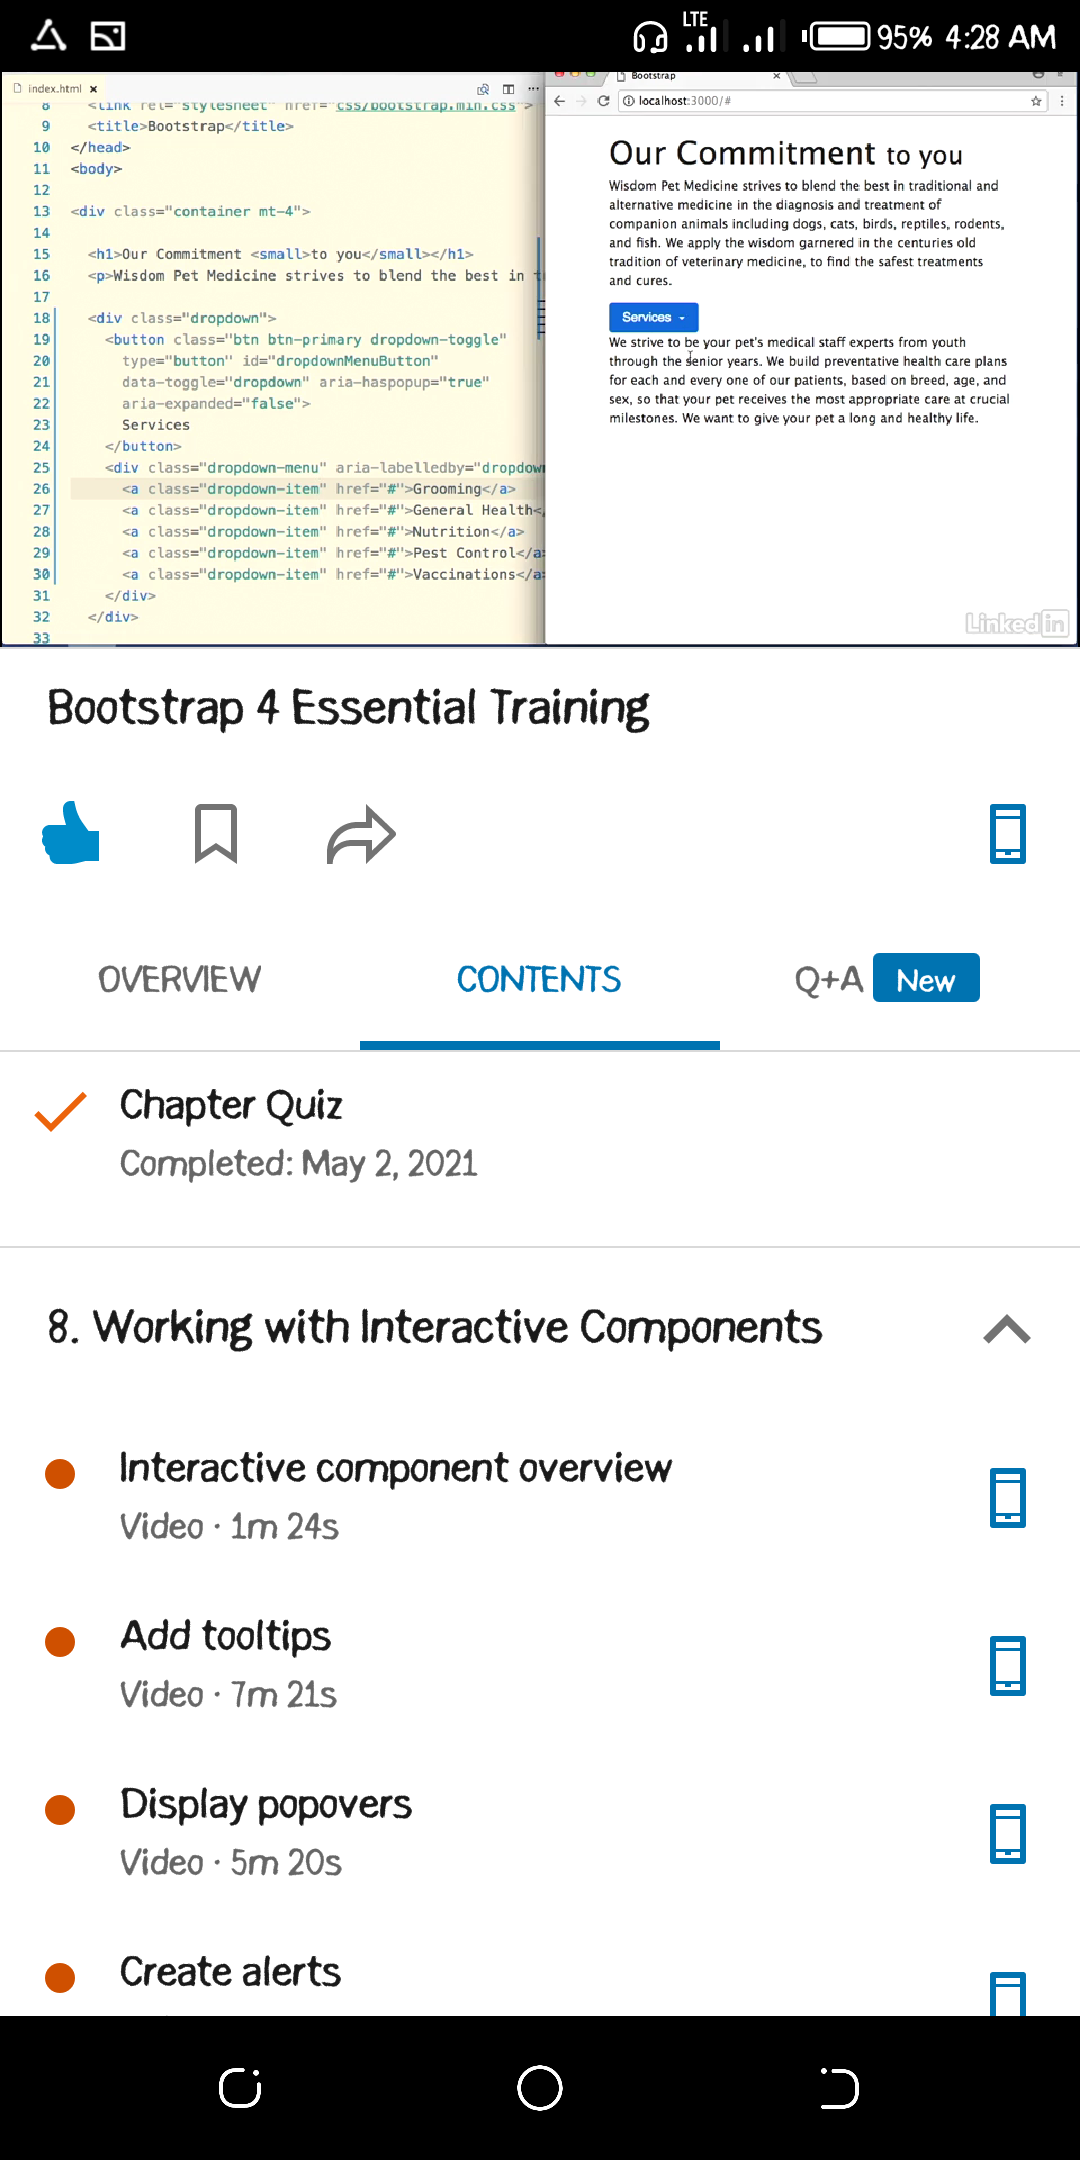 LTE 95% 4:28 AM
index.html
8 <link rel="stylesheet" href="css/bootstrap.min.css">
9 <title>Bootstrap</title>
10 </head>
11 <body>
12
13 <div class="container mt-4">
14
15 <h1>Our Commitment <small>to you</small></h1>
16 <p>Wisdom Pet Medicine strives to blend the best in t
17
18 <div class="dropdown">
19 <button class="btn btn-primary dropdown-toggle"
20 type="button" id="dropdownMenuButton"
21 data-toggle="dropdown" aria-haspopup="true"
22 aria-expanded="false">
23 Services
24 </button>
25 <div class="dropdown-menu" aria-labelledby="dropdown
26 <a class="dropdown-item" href="#">Grooming</a>
27 <a class="dropdown-item" href="#">General Health<
28 <a class="dropdown-item" href="#">Nutrition</a>
29 <a class="dropdown-item" href="#">Pest Control</a>
30 <a class="dropdown-item" href="#">Vaccinations</a>
31 </div>
32 </div>
33
Bootstrap
localhost:3000/#
Our Commitment to you
Wisdom Pet Medicine strives to blend the best in traditional and
alternative medicine in the diagnosis and treatment of
companion animals including dogs, cats, birds, reptiles, rodents,
and fish. We apply the wisdom garnered in the centuries old
tradition of veterinary medicine, to find the safest treatments
and cures.
Services
We strive to be your pet's medical staff experts from youth
through the senior years. We build preventative health care plans
for each and every one of our patients, based on breed, age, and
sex, so that your pet receives the most appropriate care at crucial
milestones. We want to give your pet a long and healthy life.
Linked in
Bootstrap 4 Essential Training
OVERVIEW CONTENTS Q+A New
Chapter Quiz
Completed: May 2, 2021
8. Working with Interactive Components
Interactive component overview
Video · 1m 24s
Add tooltips
Video · 7m 21s
Display popovers
Video · 5m 20s
Create alerts